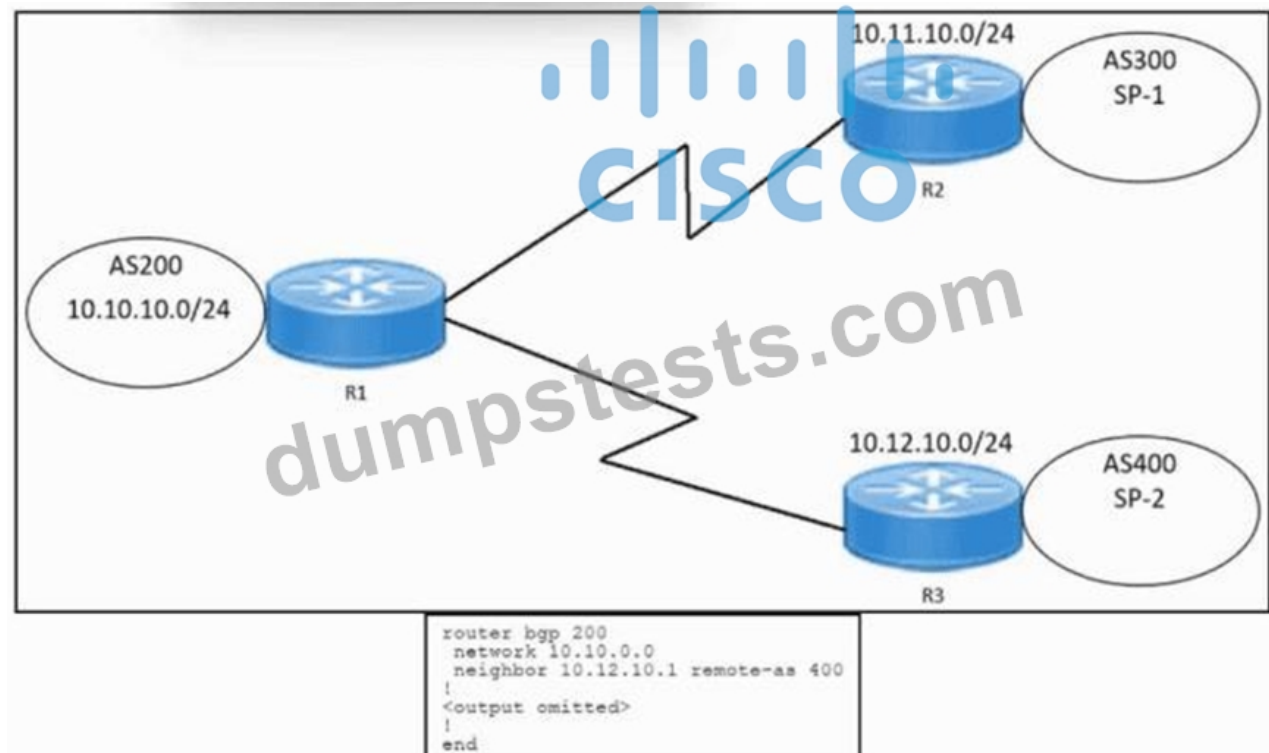 10.11.10.0/24
AS300
SP-1
CISCO
R2
AS200
10.10.10.0/24
R1
dumpstests.com
10.12.10.0/24
AS400
SP-2
R3
router bgp 200
network 10.10.0.0
neighbor 10.12.10.1 remote-as 400
!
<output omitted>
!
end